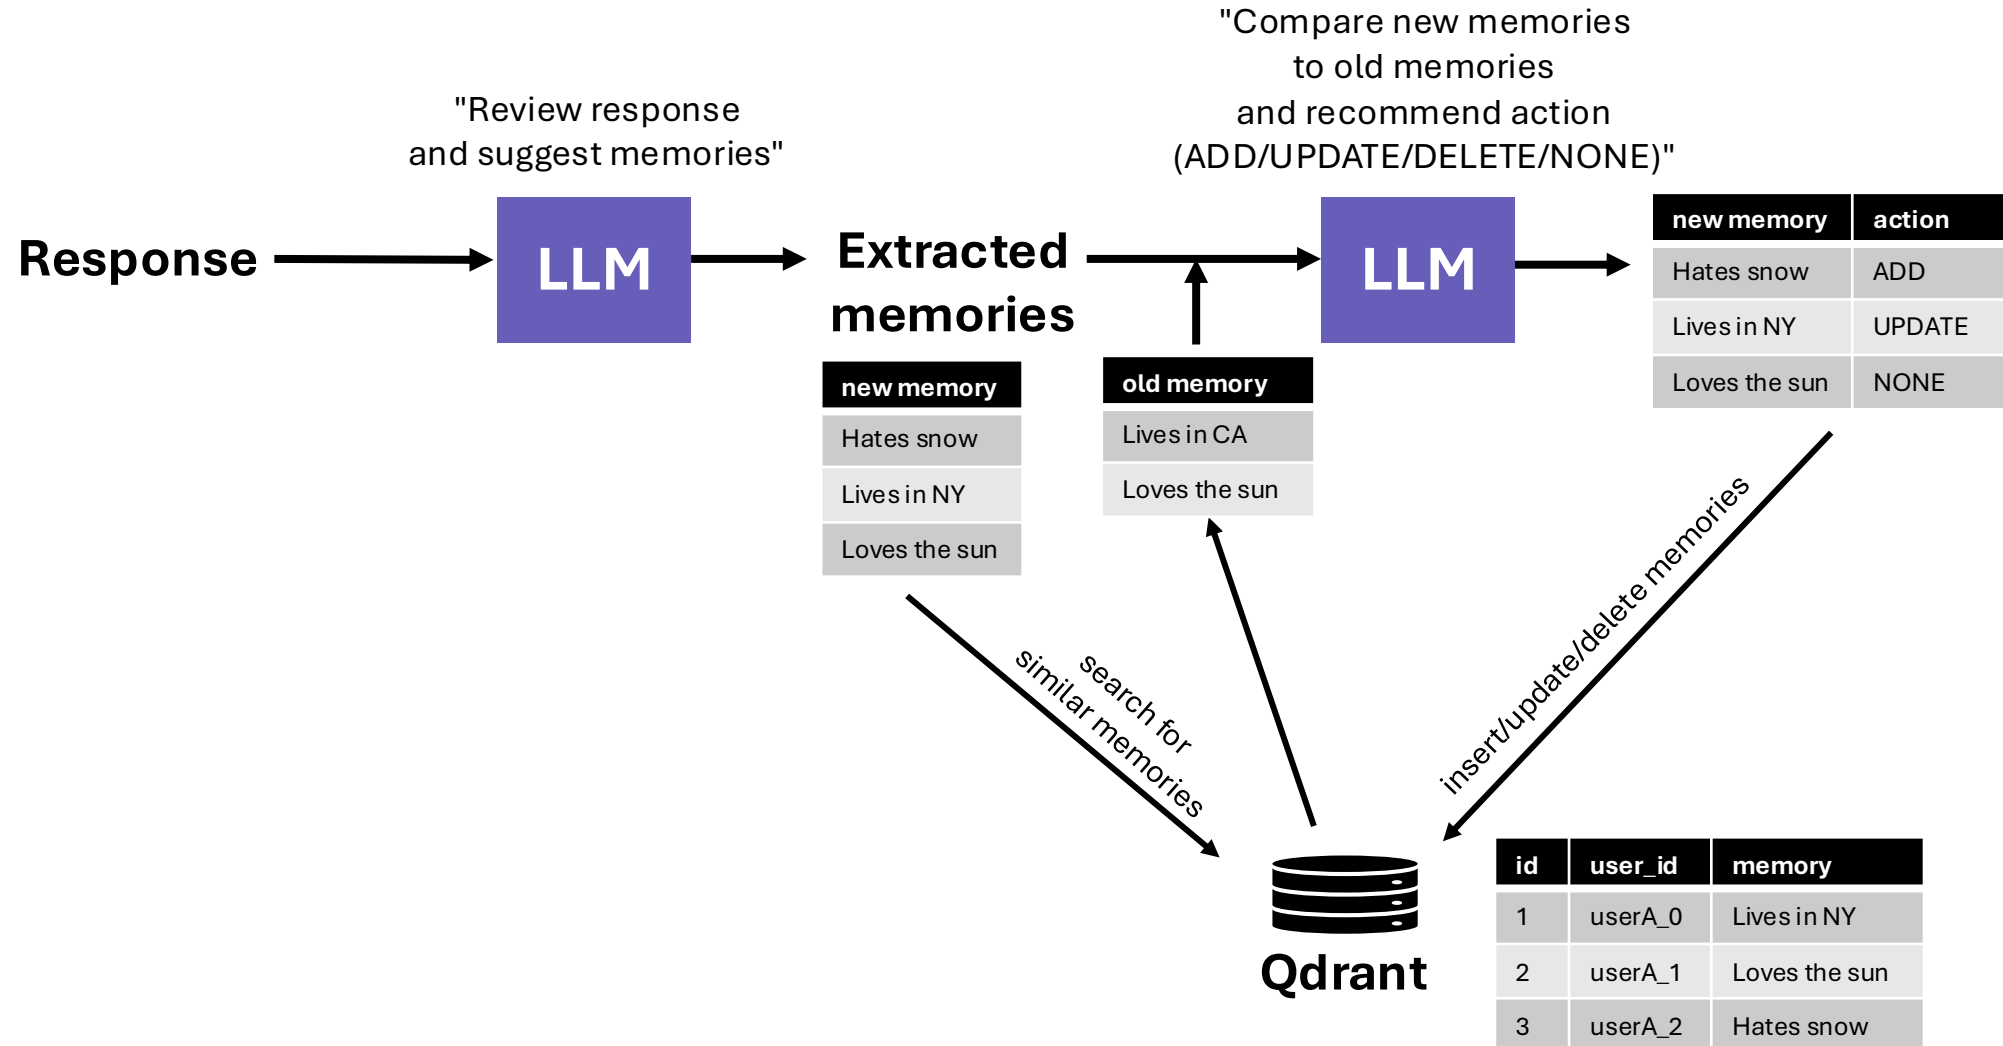 "Compare new memories
to old memories
and recommend action
(ADD/UPDATE/DELETE/NONE)"
"Review response
and suggest memories"
Response
LLM
Extracted
memories
LLM
new memory action
Hates snow ADD
Lives in NY UPDATE
Loves the sun NONE
new memory
Hates snow
Lives in NY
Loves the sun
old memory
Lives in CA
Loves the sun
search for
similar memories
insert/update/delete memories
Qdrant
id user_id memory
1 userA_0 Lives in NY
2 userA_1 Loves the sun
3 userA_2 Hates snow